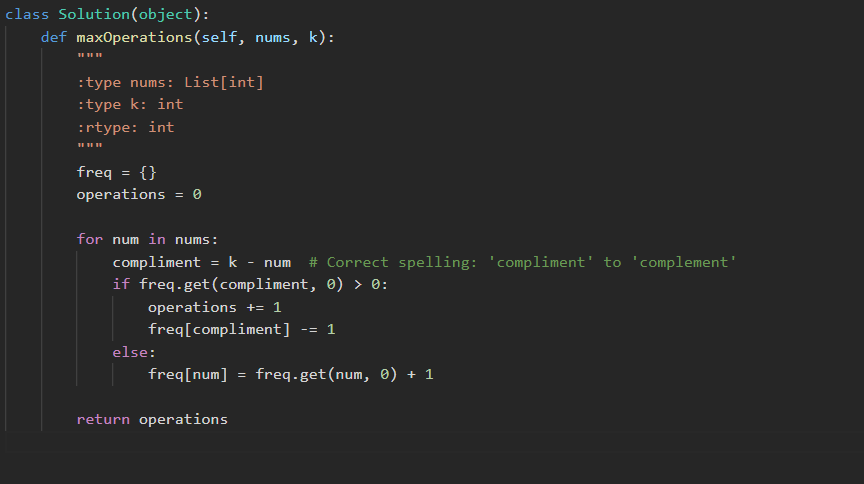 class Solution(object):
    def maxOperations(self, nums, k):
        """
        :type nums: List[int]
        :type k: int
        :rtype: int
        """
        freq = {}
        operations = 0

        for num in nums:
            compliment = k - num  # Correct spelling: 'compliment' to 'complement'
            if freq.get(compliment, 0) > 0:
                operations += 1
                freq[compliment] -= 1
            else:
                freq[num] = freq.get(num, 0) + 1

        return operations